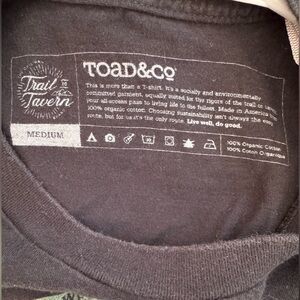 Trail
TO
Tavern
TOAD&CO
This is more than a T-shirt. It's a socially and environmentally
committed garment, equally suited for the rigors of the trail or tavern,
your all-access pass to living life to the fullest. Made in America from
100% organic cotton. Choosing sustainability isn't always the easy
route, but for us it's the only route. Live well, do good.
MEDIUM
100% Organic Cotton
100% Coton Organique